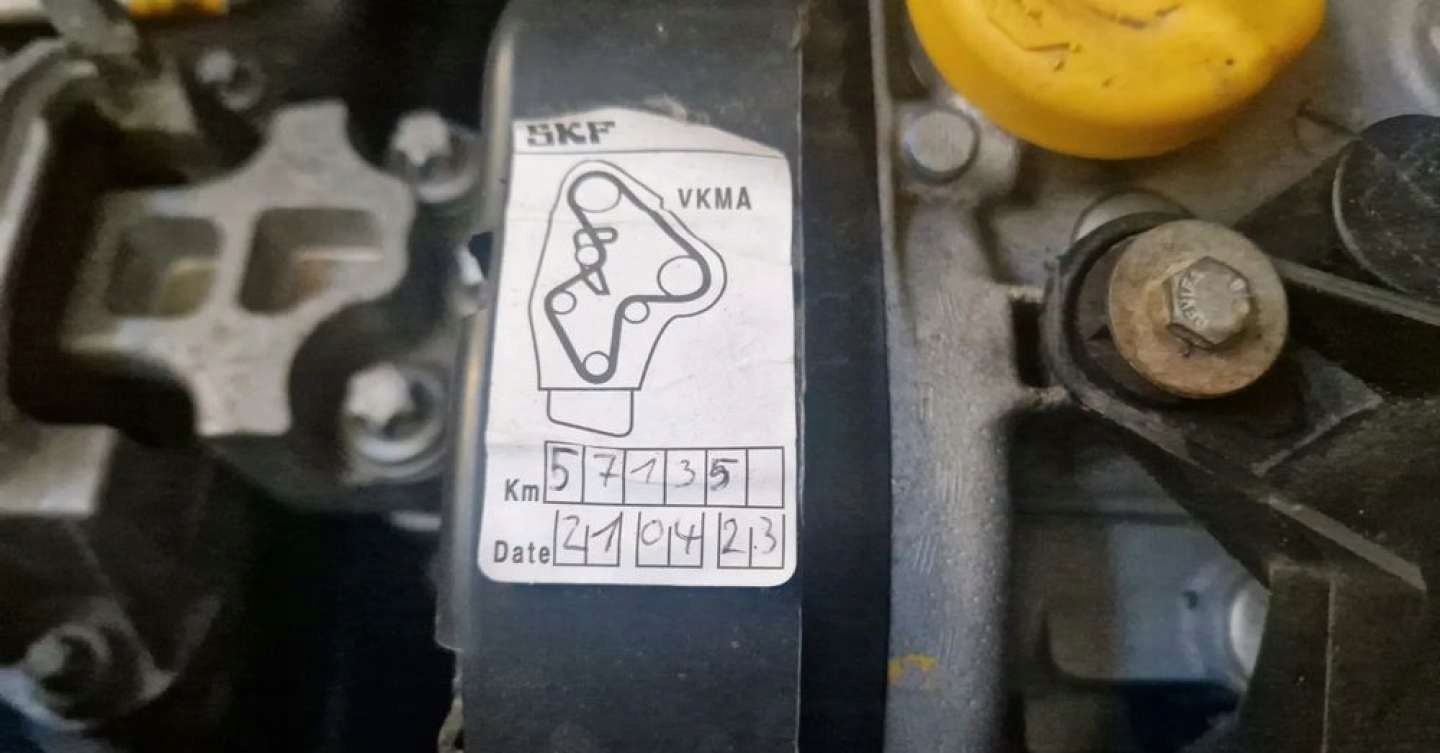 SKF
VKMA
Km 57135
Date 21 04 23